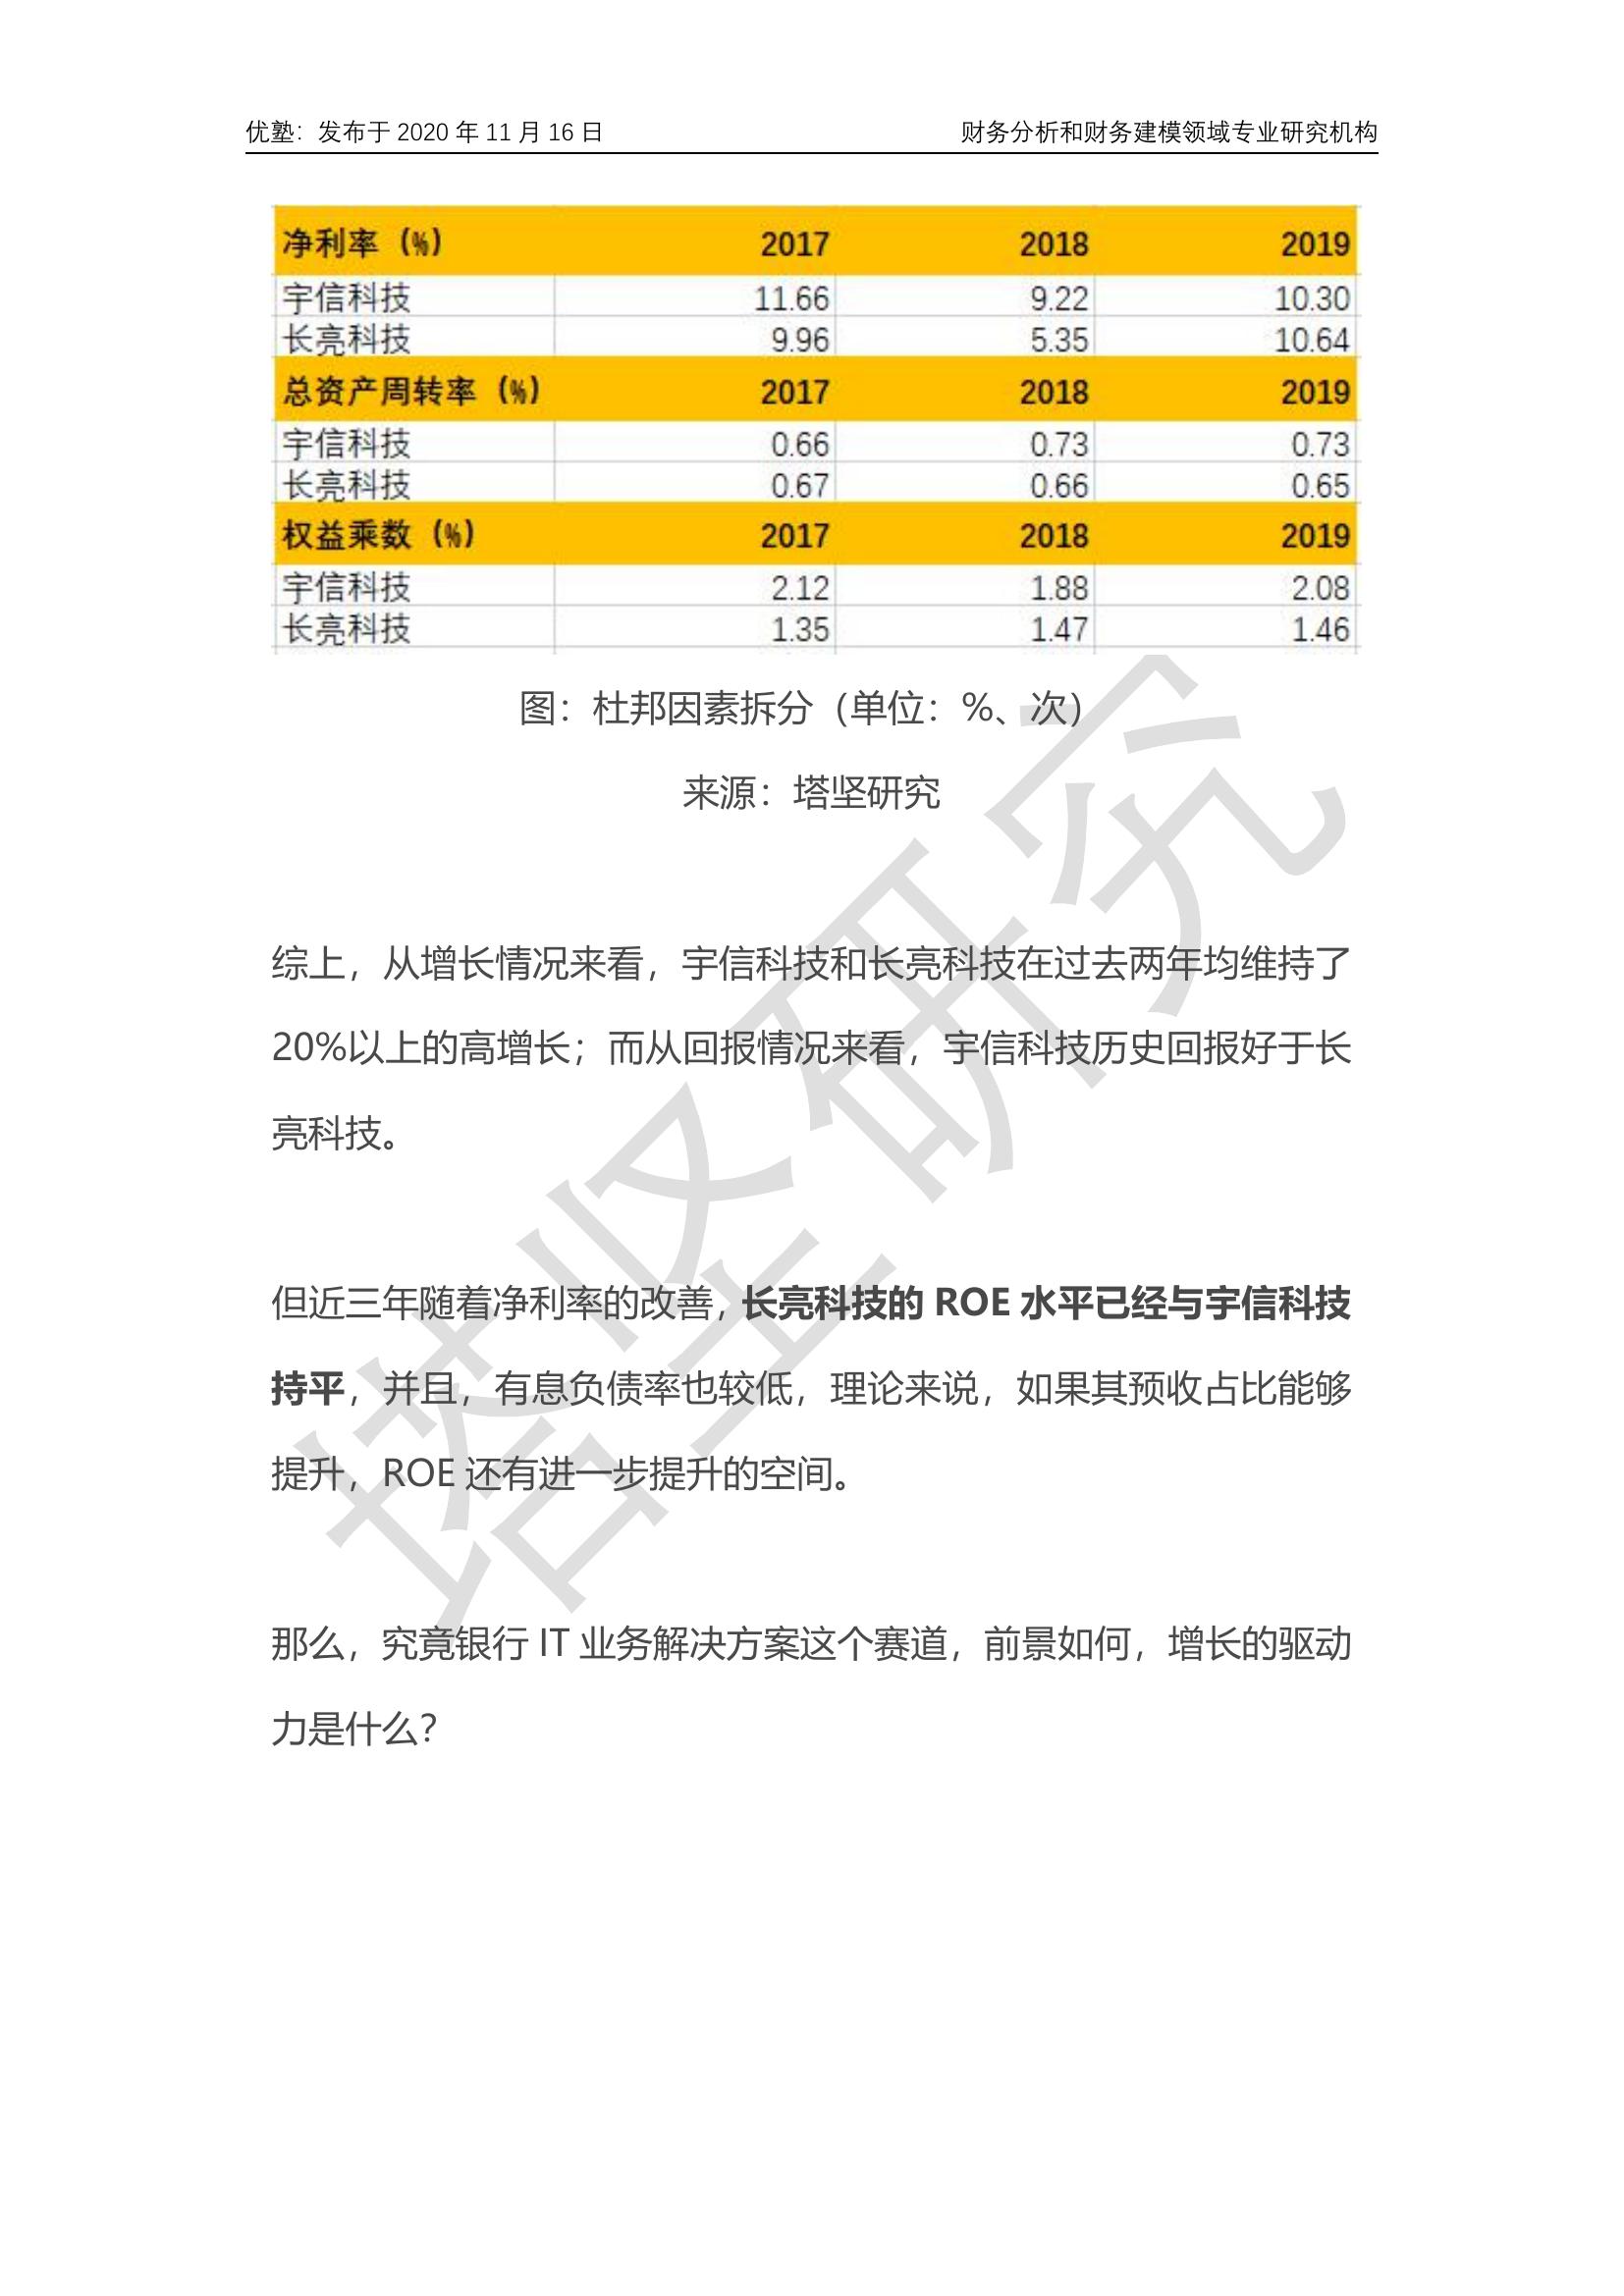 优塾：发布于 2020 年 11 月 16 日 财务分析和财务建模领域专业研究机构
净利率（%） 2017 2018 2019
宇信科技 11.66 9.22 10.30
长亮科技 9.96 5.35 10.64
总资产周转率（%） 2017 2018 2019
宇信科技 0.66 0.73 0.73
长亮科技 0.67 0.66 0.65
权益乘数（%） 2017 2018 2019
宇信科技 2.12 1.88 2.08
长亮科技 1.35 1.47 1.46
图：杜邦因素拆分（单位：%、次）
来源：塔坚研究
综上，从增长情况来看，宇信科技和长亮科技在过去两年均维持了
20%以上的高增长；而从回报情况来看，宇信科技历史回报好于长
亮科技。
但近三年随着净利率的改善，长亮科技的 ROE 水平已经与宇信科技
持平，并且，有息负债率也较低，理论来说，如果其预收占比能够
提升，ROE 还有进一步提升的空间。
那么，究竟银行 IT 业务解决方案这个赛道，前景如何，增长的驱动
力是什么？
塔坚研究